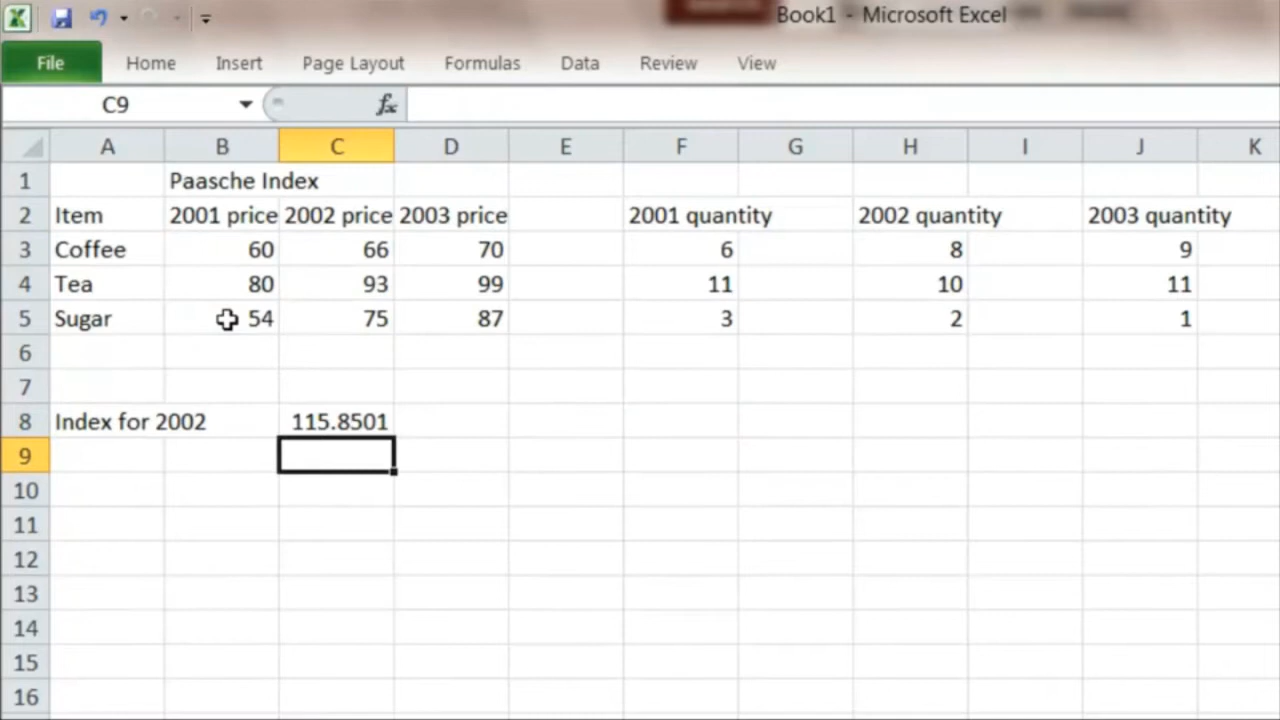 Book1 - Microsoft Excel
File Home Insert Page Layout Formulas Data Review View
C9 fx
A B C D E F G H I J K
1 Paasche Index
2 Item 2001 price 2002 price 2003 price 2001 quantity 2002 quantity 2003 quantity
3 Coffee 60 66 70 6 8 9
4 Tea 80 93 99 11 10 11
5 Sugar 54 75 87 3 2 1
6
7
8 Index for 2002 115.8501
9
10
11
12
13
14
15
16